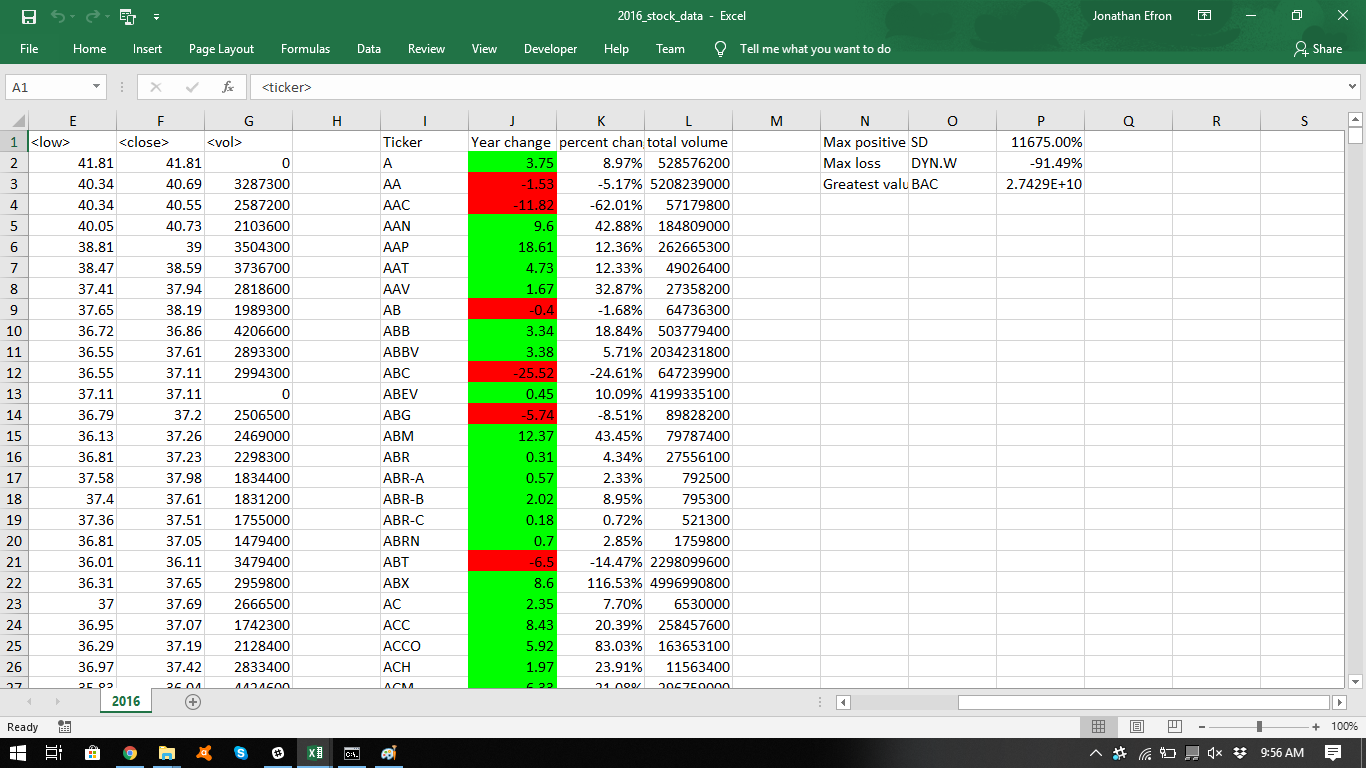 2016_stock_data - Excel
Jonathan Efron
File Home Insert Page Layout Formulas Data Review View Developer Help Team Tell me what you want to do Share
A1 fx <ticker>
E F G H I J K L M N O P Q R S
1 <low> <close> <vol> Ticker Year change percent chan total volume Max positive SD 11675.00%
2 41.81 41.81 0 A 3.75 8.97% 528576200 Max loss DYN.W -91.49%
3 40.34 40.69 3287300 AA -1.53 -5.17% 5208239000 Greatest valu BAC 2.7429E+10
4 40.34 40.55 2587200 AAC -11.82 -62.01% 57179800
5 40.05 40.73 2103600 AAN 9.6 42.88% 184809000
6 38.81 39 3504300 AAP 18.61 12.36% 262665300
7 38.47 38.59 3736700 AAT 4.73 12.33% 49026400
8 37.41 37.94 2818600 AAV 1.67 32.87% 27358200
9 37.65 38.19 1989300 AB -0.4 -1.68% 64736300
10 36.72 36.86 4206600 ABB 3.34 18.84% 503779400
11 36.55 37.61 2893300 ABBV 3.38 5.71% 2034231800
12 36.55 37.11 2994300 ABC -25.52 -24.61% 647239900
13 37.11 37.11 0 ABEV 0.45 10.09% 4199335100
14 36.79 37.2 2506500 ABG -5.74 -8.51% 89828200
15 36.13 37.26 2469000 ABM 12.37 43.45% 79787400
16 36.81 37.23 2298300 ABR 0.31 4.34% 27556100
17 37.58 37.98 1834400 ABR-A 0.57 2.33% 792500
18 37.4 37.61 1831200 ABR-B 2.02 8.95% 795300
19 37.36 37.51 1755000 ABR-C 0.18 0.72% 521300
20 36.81 37.05 1479400 ABRN 0.7 2.85% 1759800
21 36.01 36.11 3479400 ABT -6.5 -14.47% 2298099600
22 36.31 37.65 2959800 ABX 8.6 116.53% 4996990800
23 37 37.69 2666500 AC 2.35 7.70% 6530000
24 36.95 37.07 1742300 ACC 8.43 20.39% 258457600
25 36.29 37.19 2128400 ACCO 5.92 83.03% 163653100
26 36.97 37.42 2833400 ACH 1.97 23.91% 11563400
27 35.83 36.04 4424600 ACM 6.33 21.08% 296759000
2016
Ready 100%
9:56 AM